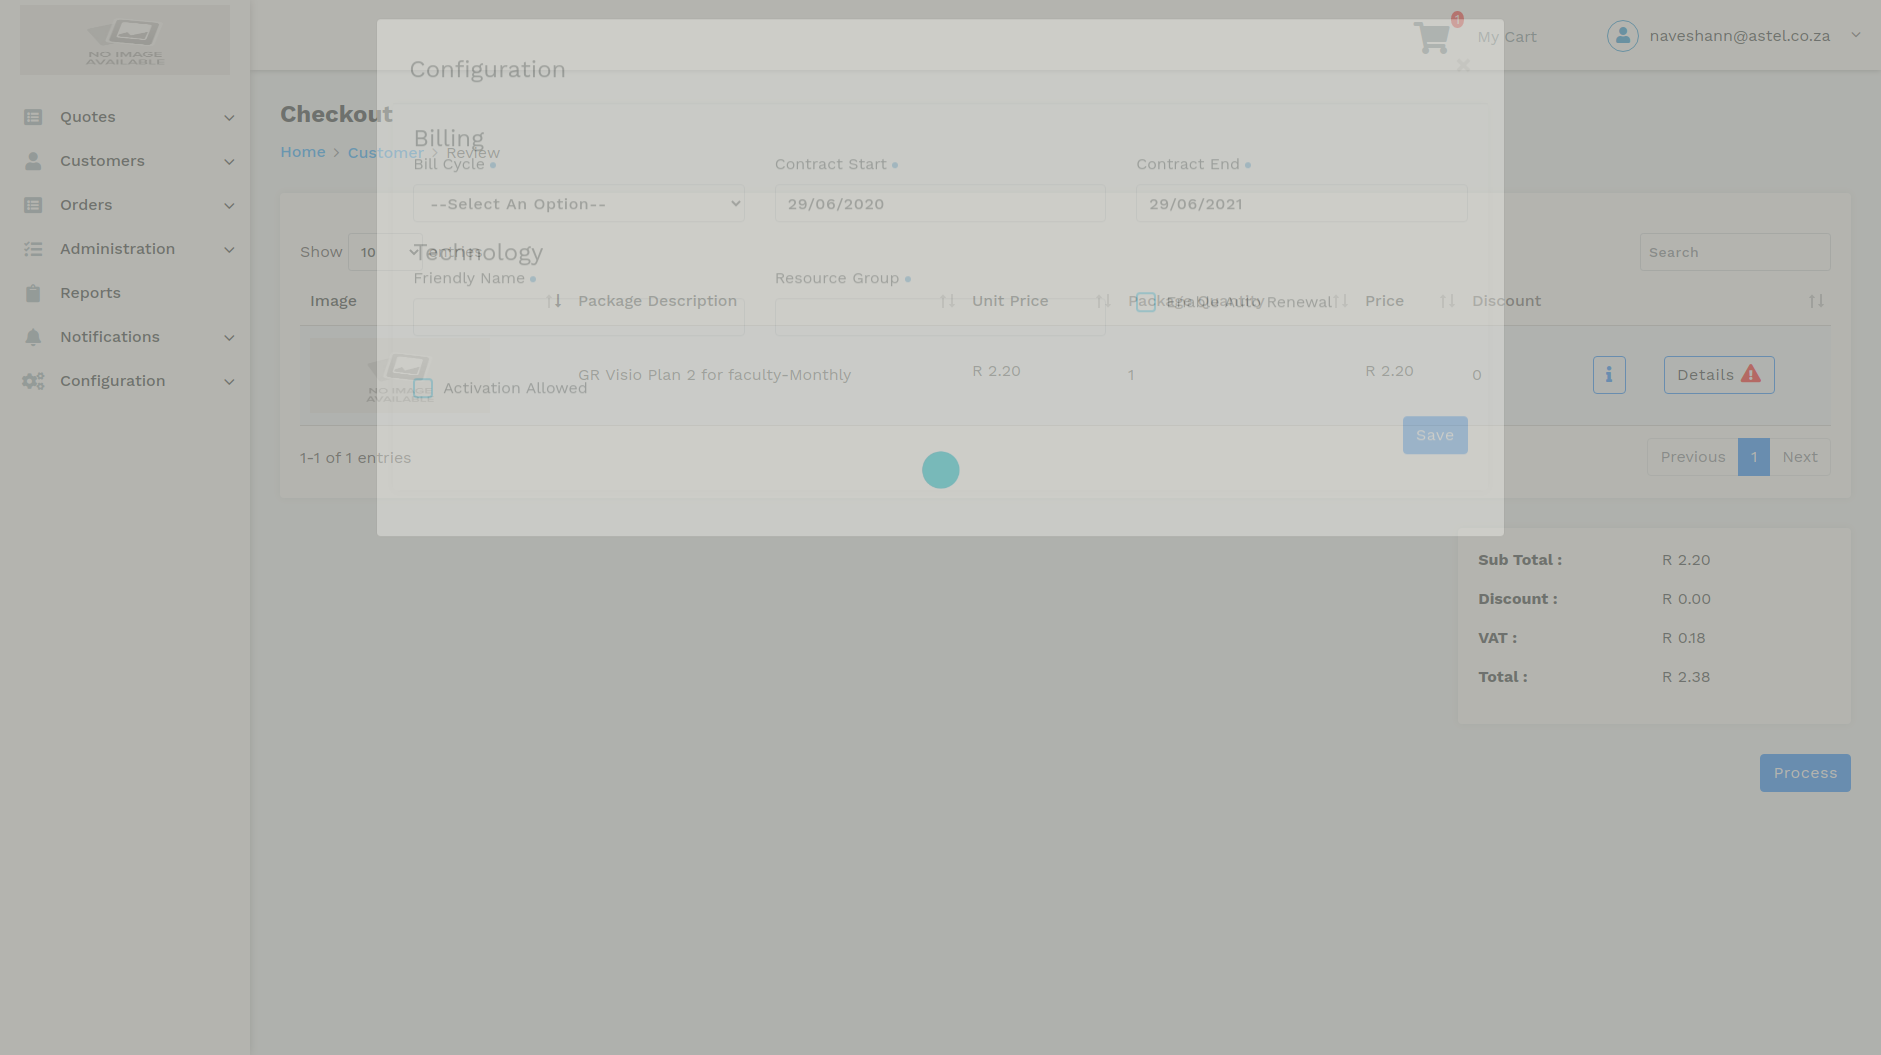 NO IMAGE
AVAILABLE
1
My Cart
naveshann@astel.co.za
Quotes
Customers
Orders
Administration
Reports
Notifications
Configuration
Checkout
Home > Customer > Review
Show 10 entries
Search
Image Package Description Unit Price Package Quantity Price Discount
NO IMAGE
AVAILABLE
GR Visio Plan 2 for faculty-Monthly R 2.20 1 R 2.20 0 Details
1-1 of 1 entries
Previous 1 Next
Configuration
×
Billing
Bill Cycle Contract Start Contract End
--Select An Option-- 29/06/2020 29/06/2021
Technology
Friendly Name Resource Group
Enable Auto Renewal
Activation Allowed
Save
Sub Total : R 2.20
Discount : R 0.00
VAT : R 0.18
Total : R 2.38
Process